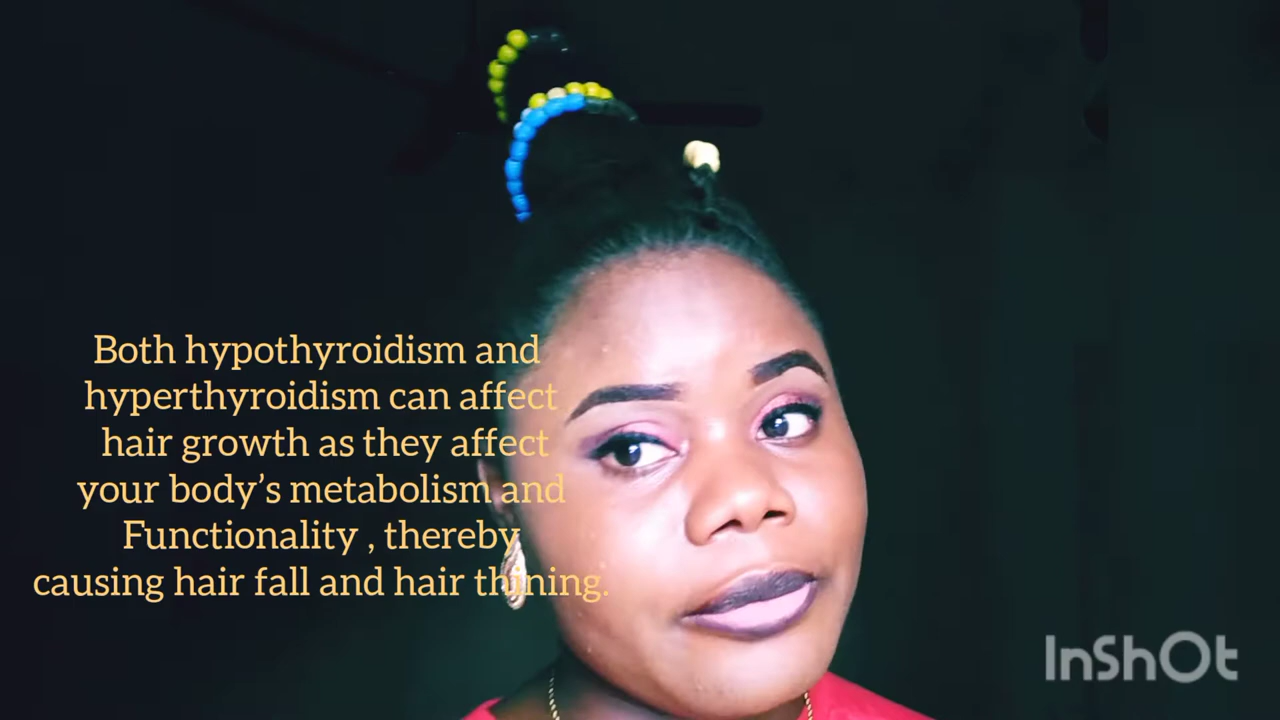 Both hypothyroidism and
hyperthyroidism can affect
hair growth as they affect
your body’s metabolism and
Functionality , thereby
causing hair fall and hair thining.
InShOt